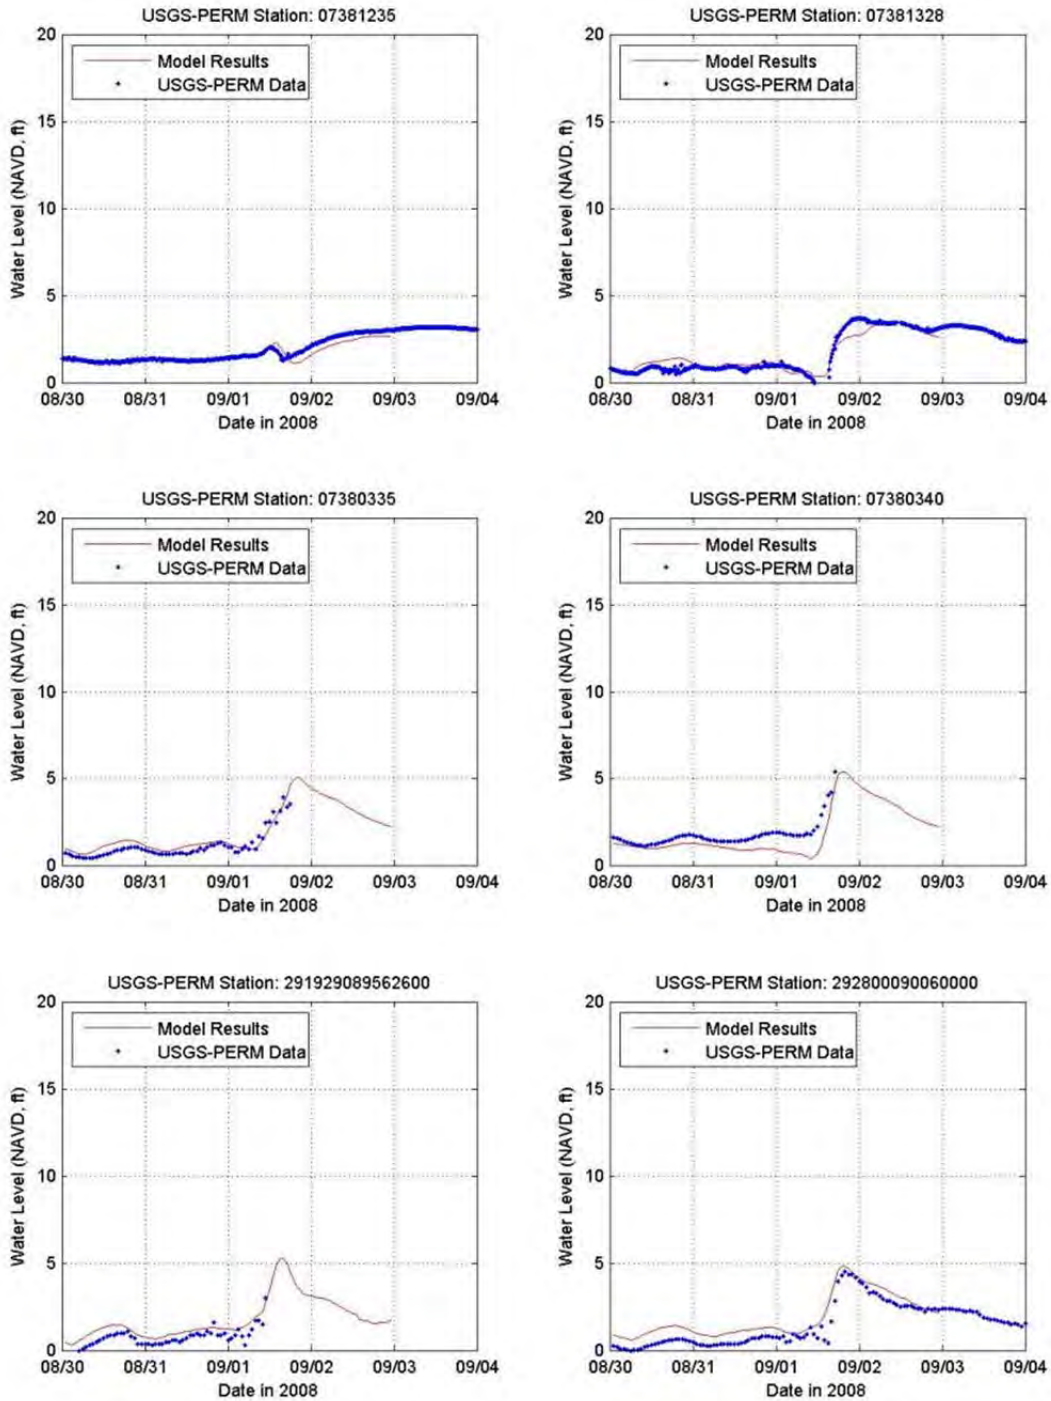 USGS-PERM Station: 07381235
20
15
10
5
0
Water Level (NAVD, ft)
Model Results
USGS-PERM Data
08/30 08/31 09/01 09/02 09/03 09/04
Date in 2008
USGS-PERM Station: 07381328
20
15
10
5
0
Water Level (NAVD, ft)
Model Results
USGS-PERM Data
08/30 08/31 09/01 09/02 09/03 09/04
Date in 2008
USGS-PERM Station: 07380335
20
15
10
5
0
Water Level (NAVD, ft)
Model Results
USGS-PERM Data
08/30 08/31 09/01 09/02 09/03 09/04
Date in 2008
USGS-PERM Station: 07380340
20
15
10
5
0
Water Level (NAVD, ft)
Model Results
USGS-PERM Data
08/30 08/31 09/01 09/02 09/03 09/04
Date in 2008
USGS-PERM Station: 291929089562600
20
15
10
5
0
Water Level (NAVD, ft)
Model Results
USGS-PERM Data
08/30 08/31 09/01 09/02 09/03 09/04
Date in 2008
USGS-PERM Station: 292800090060000
20
15
10
5
0
Water Level (NAVD, ft)
Model Results
USGS-PERM Data
08/30 08/31 09/01 09/02 09/03 09/04
Date in 2008